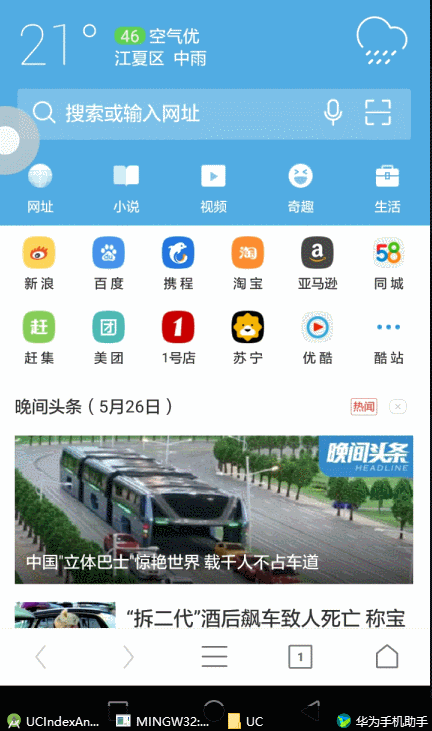 21°
46 空气优
江夏区 中雨
搜索或输入网址
网址 小说 视频 奇趣 生活
新浪 百度 携程 淘宝 亚马逊 同城
赶集 美团 1号店 苏宁 优酷 酷站
晚间头条（5月26日） 热闻
晚间头条
HEADLINE
中国"立体巴士"惊艳世界 载千人不占车道
“拆二代”酒后飙车致人死亡 称宝
1
UCIndexAn... MINGW32:... UC 华为手机助手